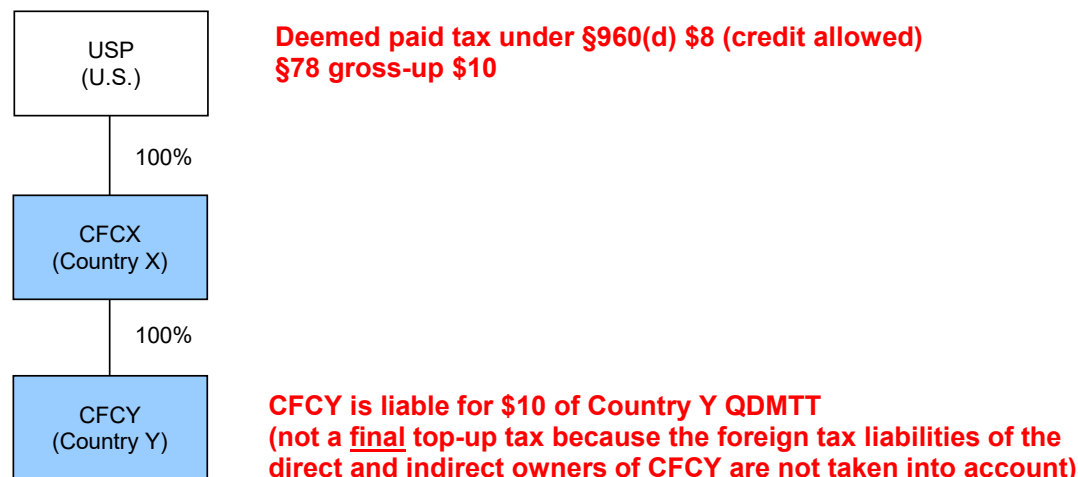 USP
(U.S.)
Deemed paid tax under §960(d) $8 (credit allowed)
§78 gross-up $10
100%
CFCX
(Country X)
100%
CFCY
(Country Y)
CFCY is liable for $10 of Country Y QDMTT
(not a final top-up tax because the foreign tax liabilities of the
direct and indirect owners of CFCY are not taken into account)